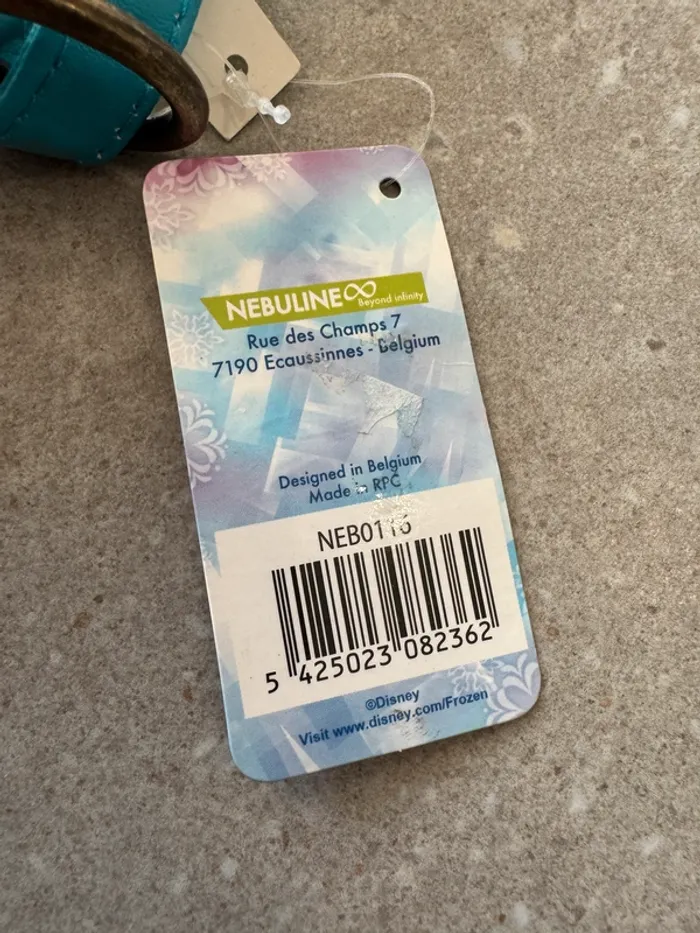 NEBULINE∞
Beyond infinity
Rue des Champs 7
7190 Ecaussinnes - Belgium
Designed in Belgium
Made in RPC
NEB0116
5 425023 082362
©Disney
Visit www.disney.com/Frozen